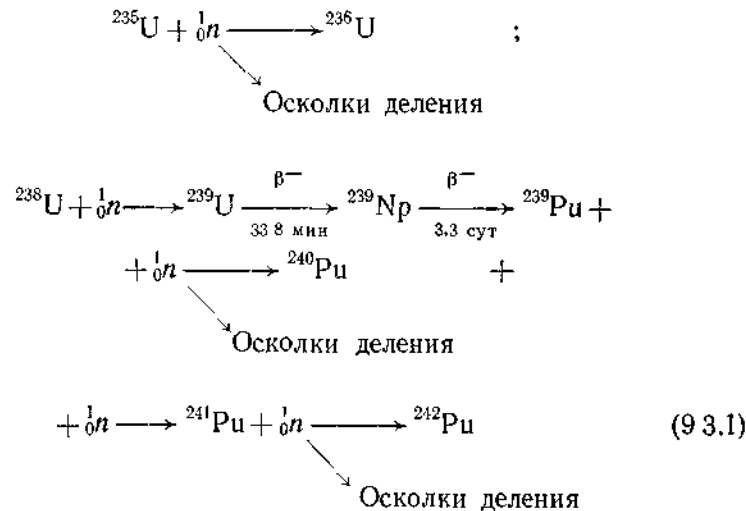 ²³⁵U + ¹₀n ⟶ ²³⁶U ;
↘ Осколки деления
²³⁸U + ¹₀n ⟶ ²³⁹U —β⁻ 33 8 мин→ ²³⁹Np —β⁻ 3.3 сут→ ²³⁹Pu +
+ ¹₀n ⟶ ²⁴⁰Pu +
↘ Осколки деления
+ ¹₀n ⟶ ²⁴¹Pu + ¹₀n ⟶ ²⁴²Pu (9 3.1)
↘ Осколки деления